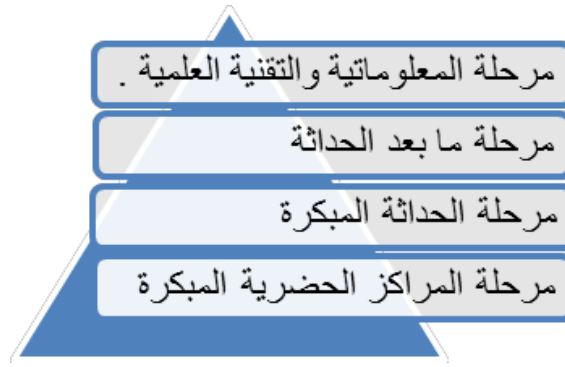 مرحلة المعلوماتية والتقنية العلمية .
مرحلة ما بعد الحداثة
مرحلة الحداثة المبكرة
مرحلة المراكز الحضرية المبكرة